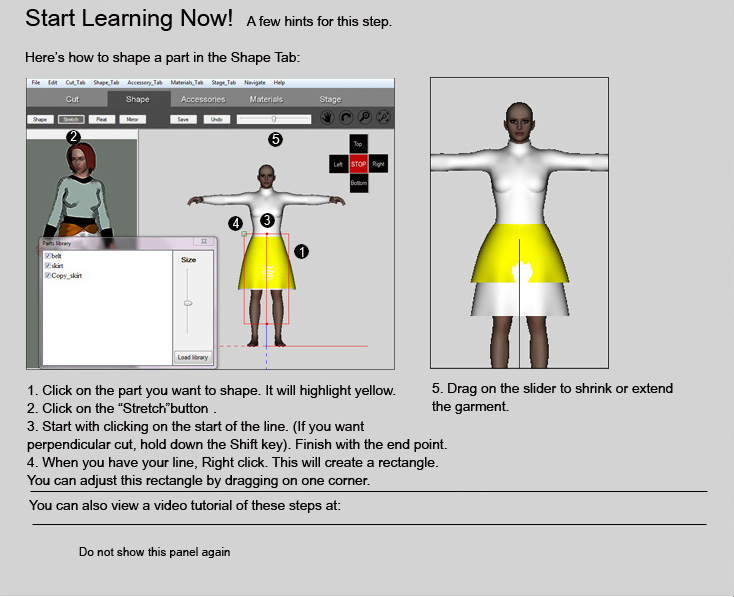 Start Learning Now! A few hints for this step.
Here's how to shape a part in the Shape Tab:
File Edit Cut_Tab Shape_Tab Accessory_Tab Materials_Tab Stage_Tab Navigate Help
Cut Shape Accessories Materials Stage
Shape Stretch Pleat Mirror Save Undo
2
5
Top
Left STOP Right
Bottom
4
3
1
Parts library
belt
skirt
Copy_skirt
Size
Load library
1. Click on the part you want to shape. It will highlight yellow.
2. Click on the “Stretch”button .
3. Start with clicking on the start of the line. (If you want
perpendicular cut, hold down the Shift key). Finish with the end point.
4. When you have your line, Right click. This will create a rectangle.
You can adjust this rectangle by dragging on one corner.
5. Drag on the slider to shrink or extend
the garment.
You can also view a video tutorial of these steps at:
Do not show this panel again